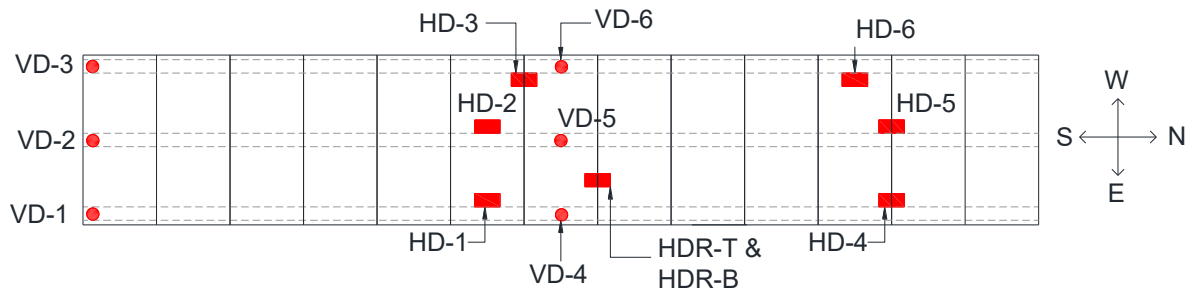 HD-3
VD-6
HD-6
VD-3
HD-2
VD-5
HD-5
W
VD-2
S
N
E
VD-1
HD-1
VD-4
HDR-T &
HDR-B
HD-4